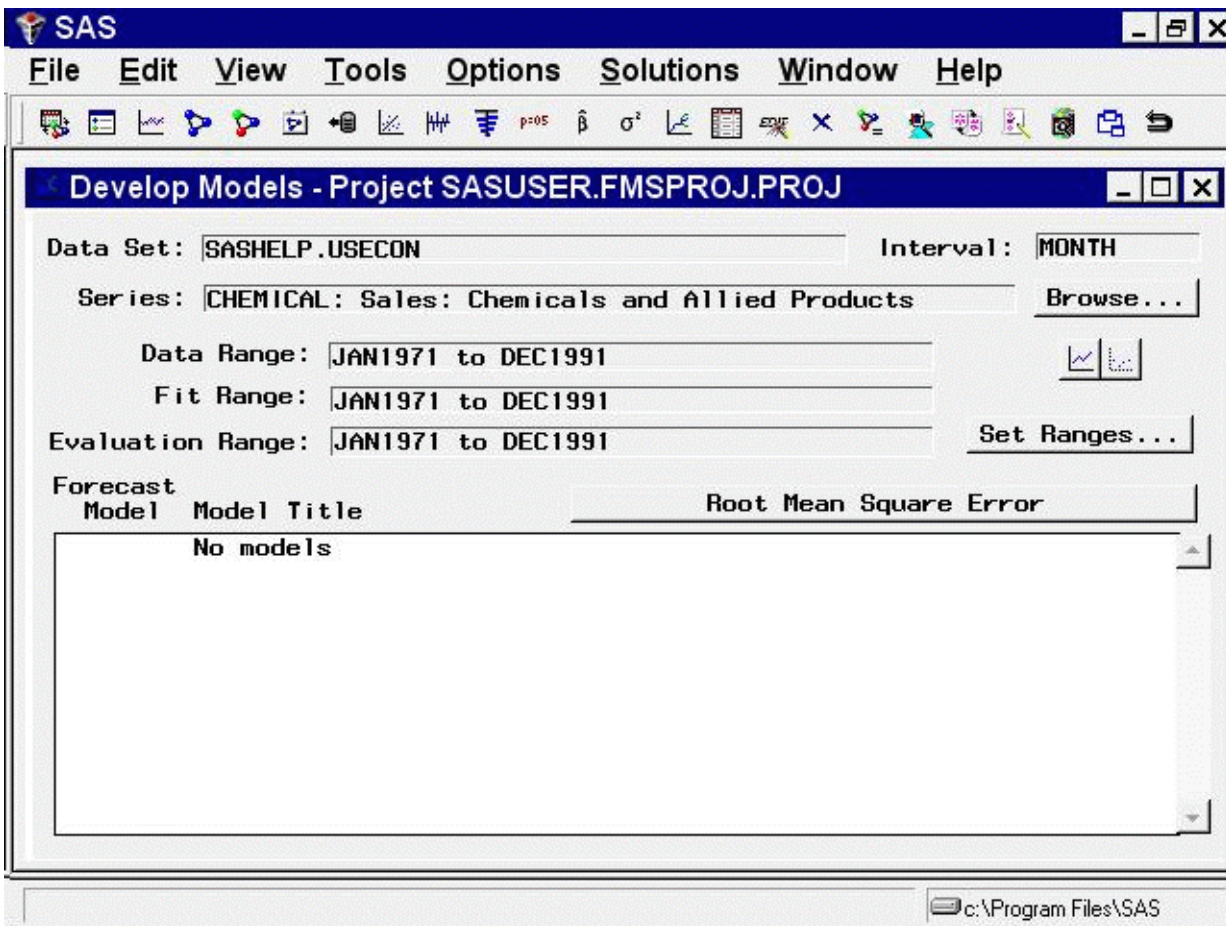 SAS
File Edit View Tools Options Solutions Window Help
p=05 β̂ σ² EDIT
Develop Models - Project SASUSER.FMSPROJ.PROJ
Data Set: SASHELP.USECON Interval: MONTH
Series: CHEMICAL: Sales: Chemicals and Allied Products Browse...
Data Range: JAN1971 to DEC1991
Fit Range: JAN1971 to DEC1991
Evaluation Range: JAN1971 to DEC1991 Set Ranges...
Forecast
Model Model Title Root Mean Square Error
No models
c:\Program Files\SAS